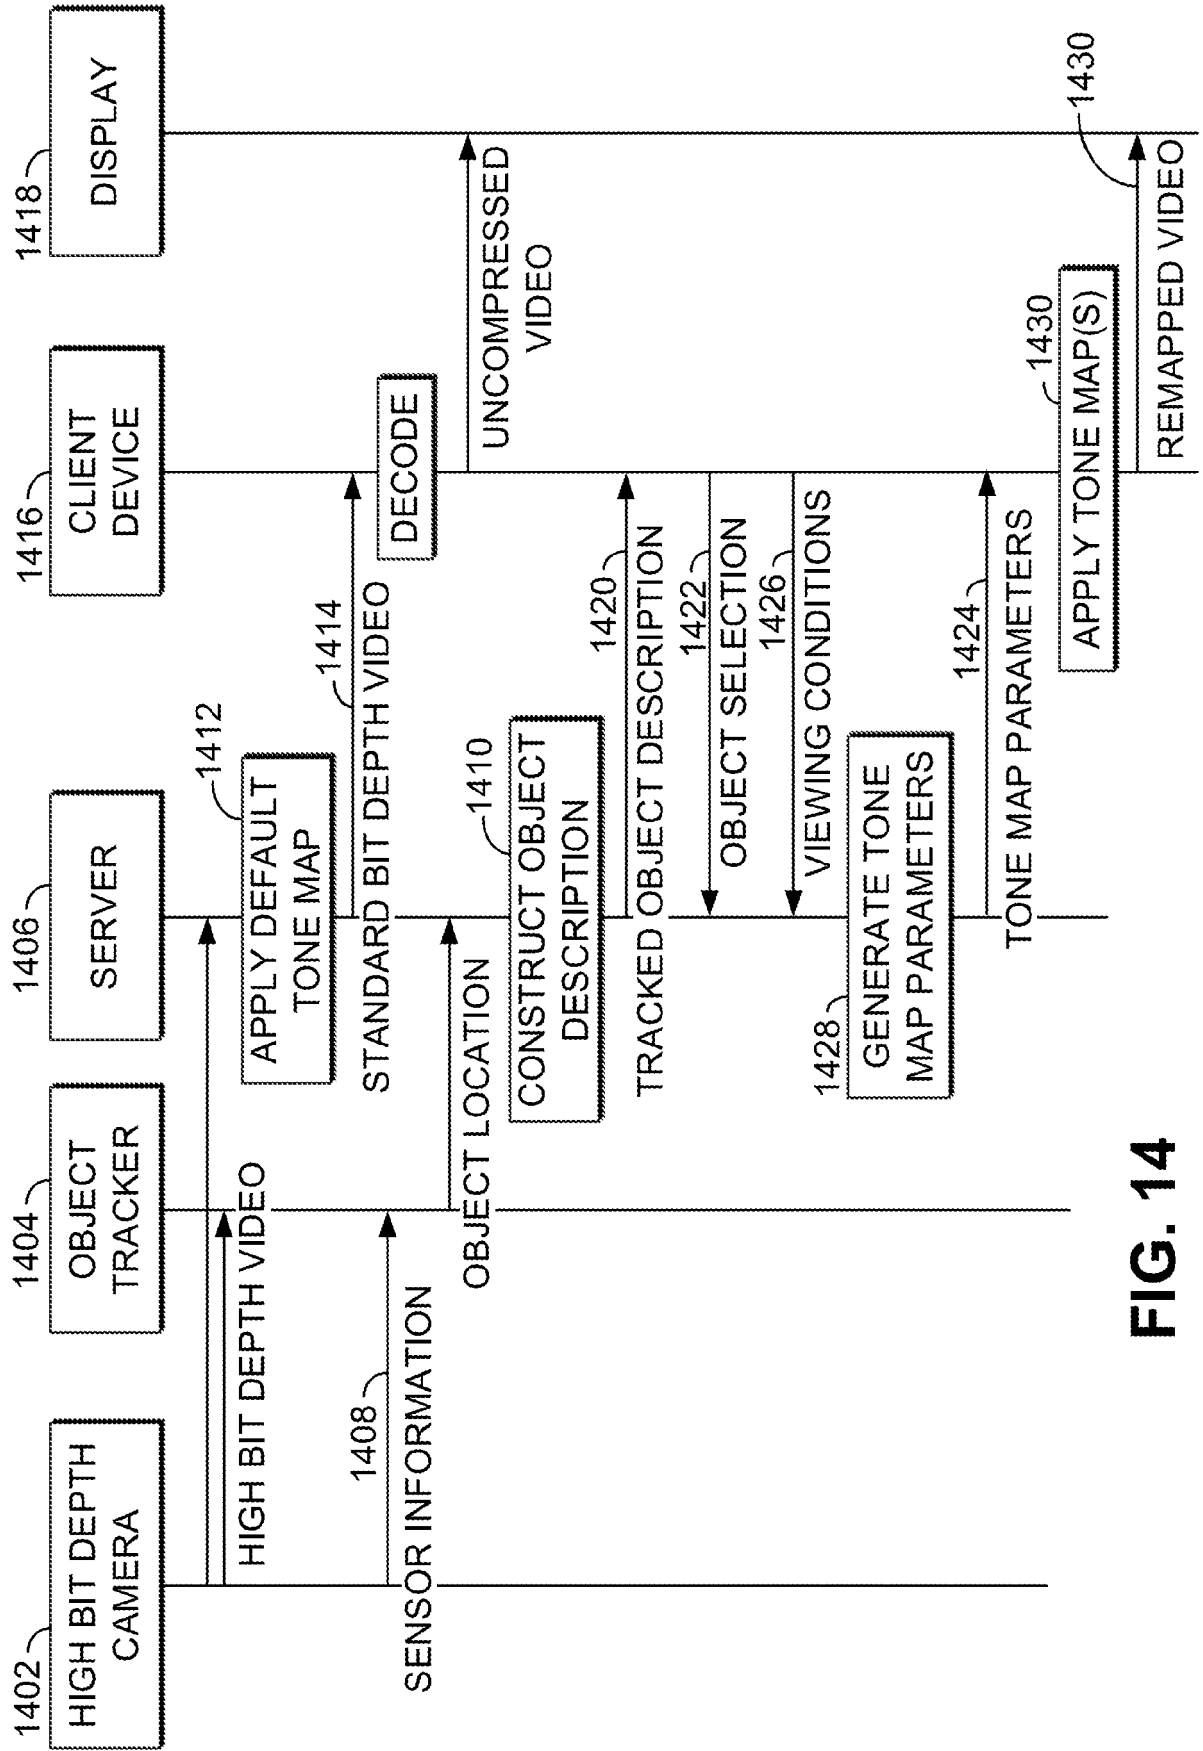 1402
HIGH BIT DEPTH
CAMERA
1404
OBJECT
TRACKER
1406
SERVER
1416
CLIENT
DEVICE
1418
DISPLAY
HIGH BIT DEPTH VIDEO
1412
APPLY DEFAULT
TONE MAP
1414
STANDARD BIT DEPTH VIDEO
DECODE
1408
SENSOR INFORMATION
UNCOMPRESSED
VIDEO
OBJECT LOCATION
1410
CONSTRUCT OBJECT
DESCRIPTION
1420
TRACKED OBJECT DESCRIPTION
1422
OBJECT SELECTION
1426
VIEWING CONDITIONS
1428
GENERATE TONE
MAP PARAMETERS
1424
TONE MAP PARAMETERS
1430
APPLY TONE MAP(S)
1430
REMAPPED VIDEO
FIG. 14